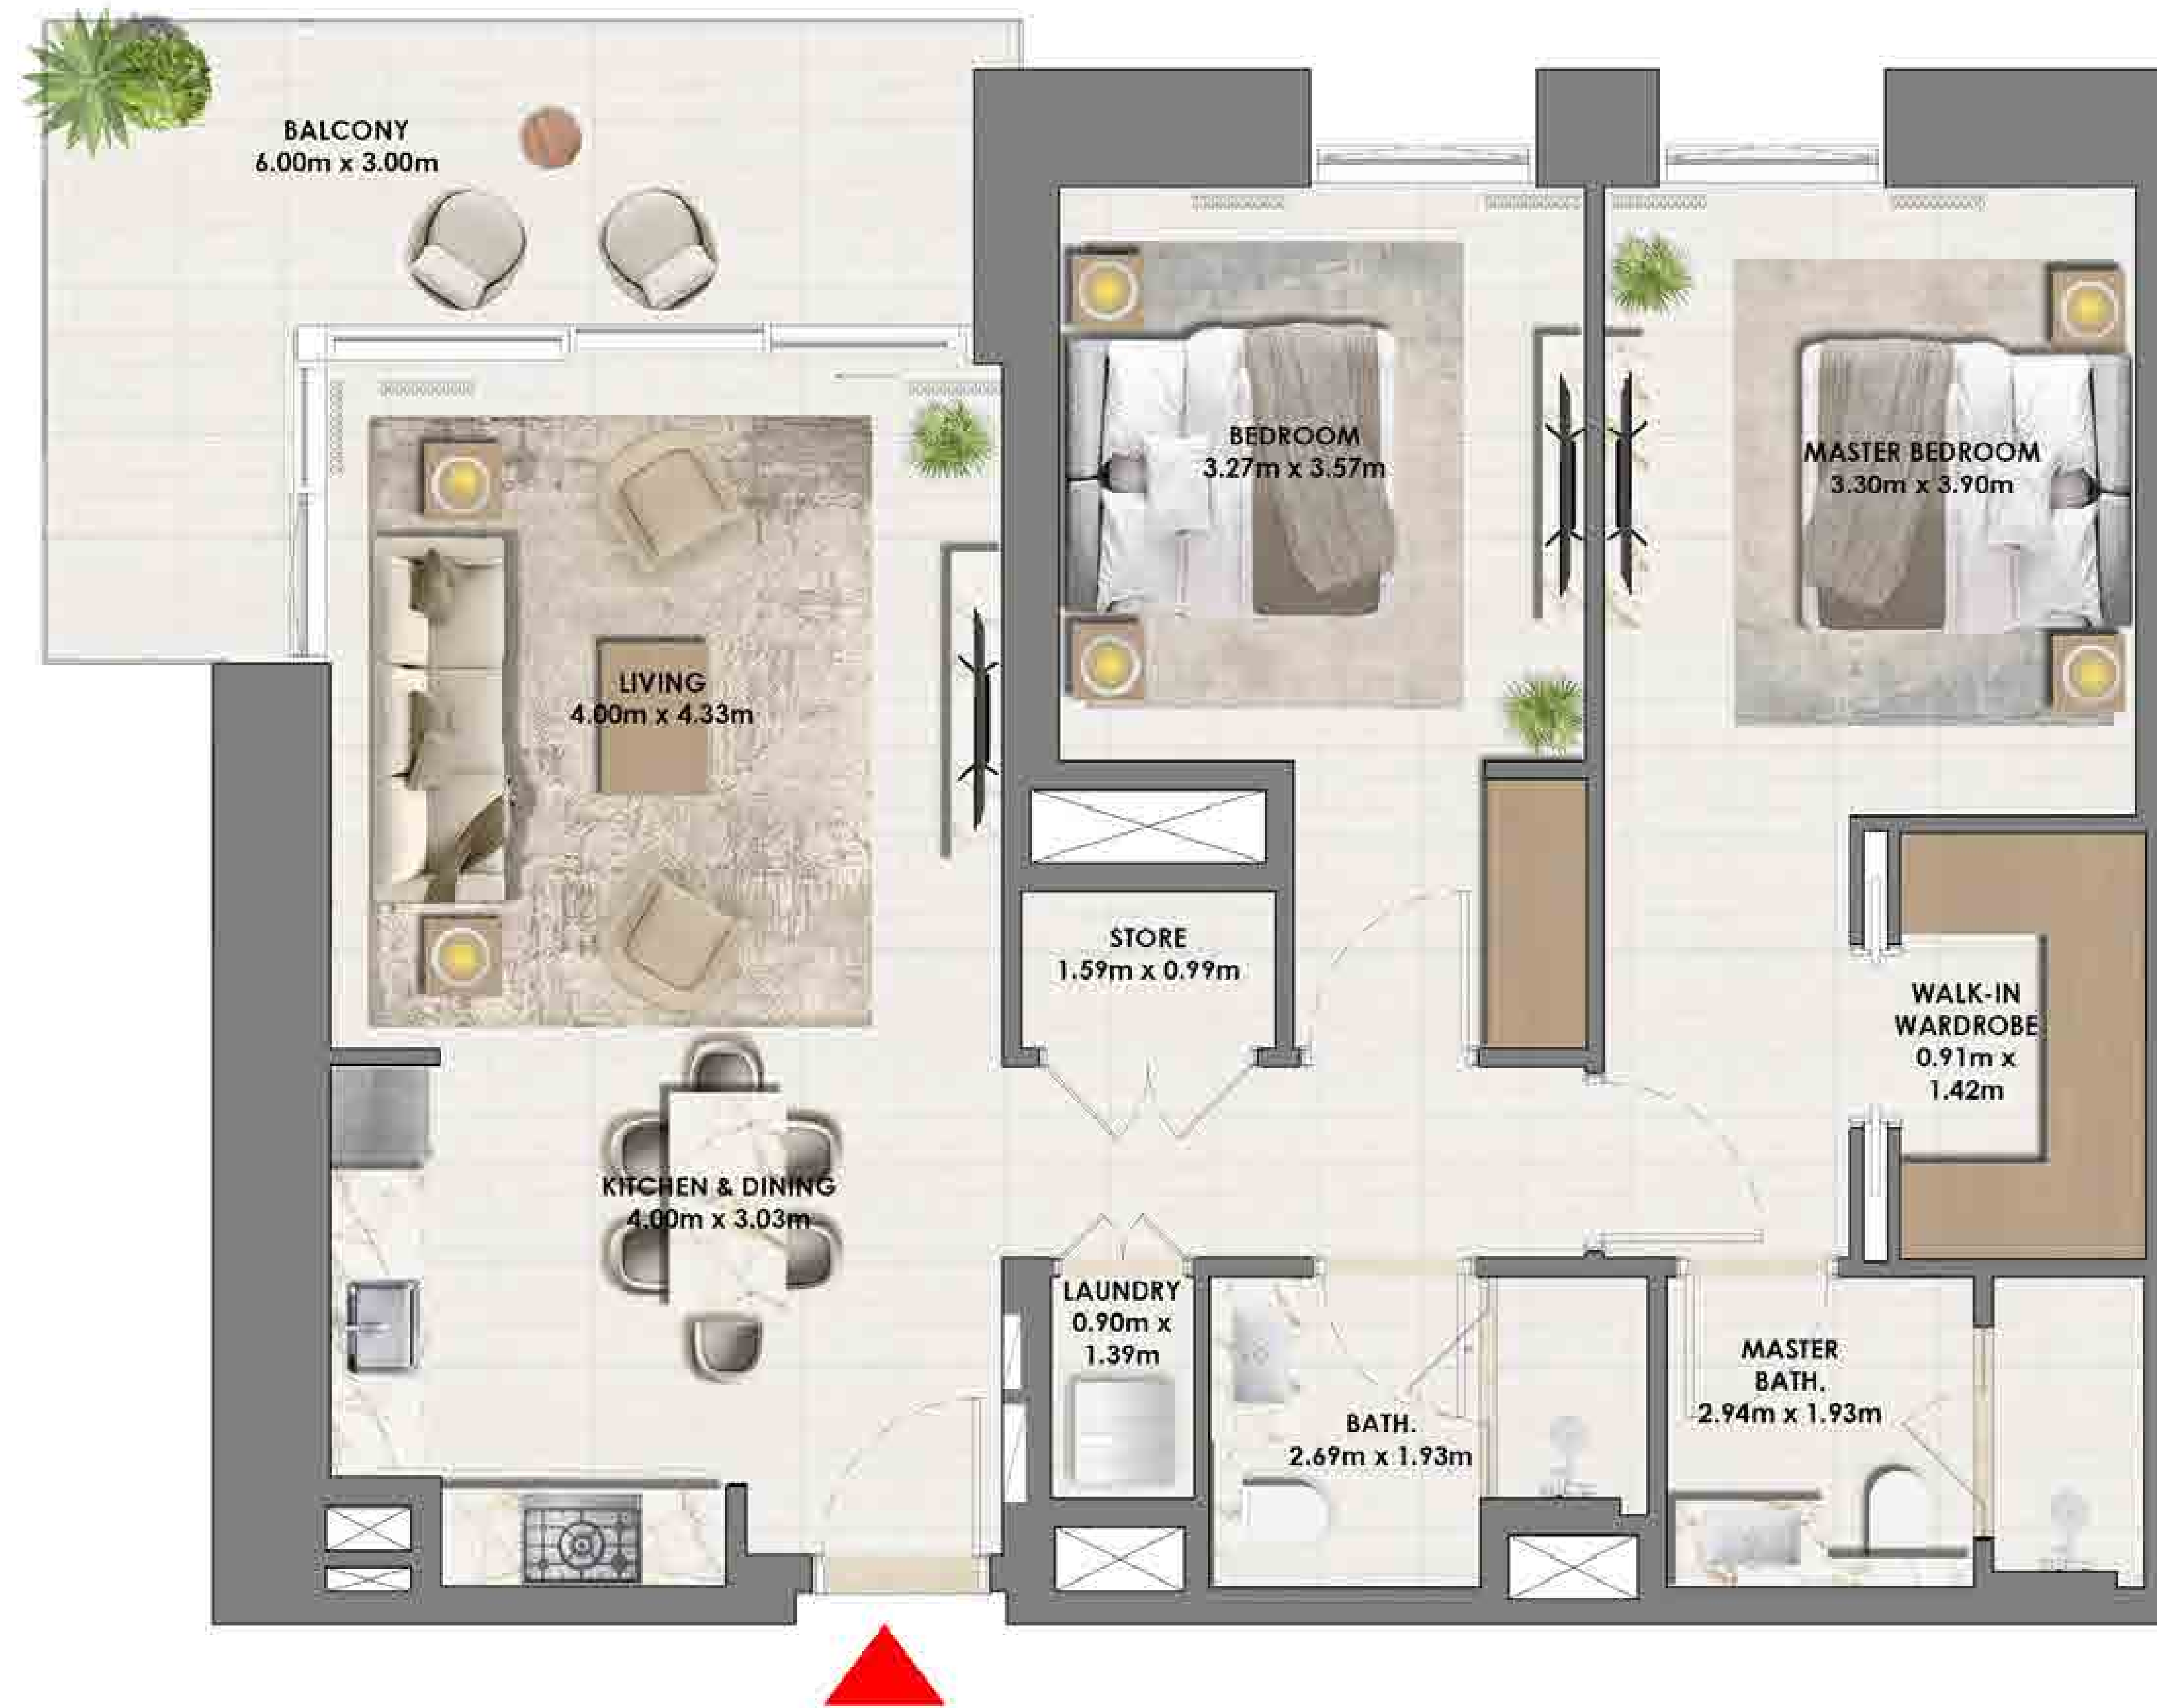 BALCONY
6.00m x 3.00m
BEDROOM
3.27m x 3.57m
MASTER BEDROOM
3.30m x 3.90m
LIVING
4.00m x 4.33m
STORE
1.59m x 0.99m
WALK-IN
WARDROBE
0.91m x
1.42m
KITCHEN & DINING
4.00m x 3.03m
LAUNDRY
0.90m x
1.39m
BATH.
2.69m x 1.93m
MASTER
BATH.
2.94m x 1.93m